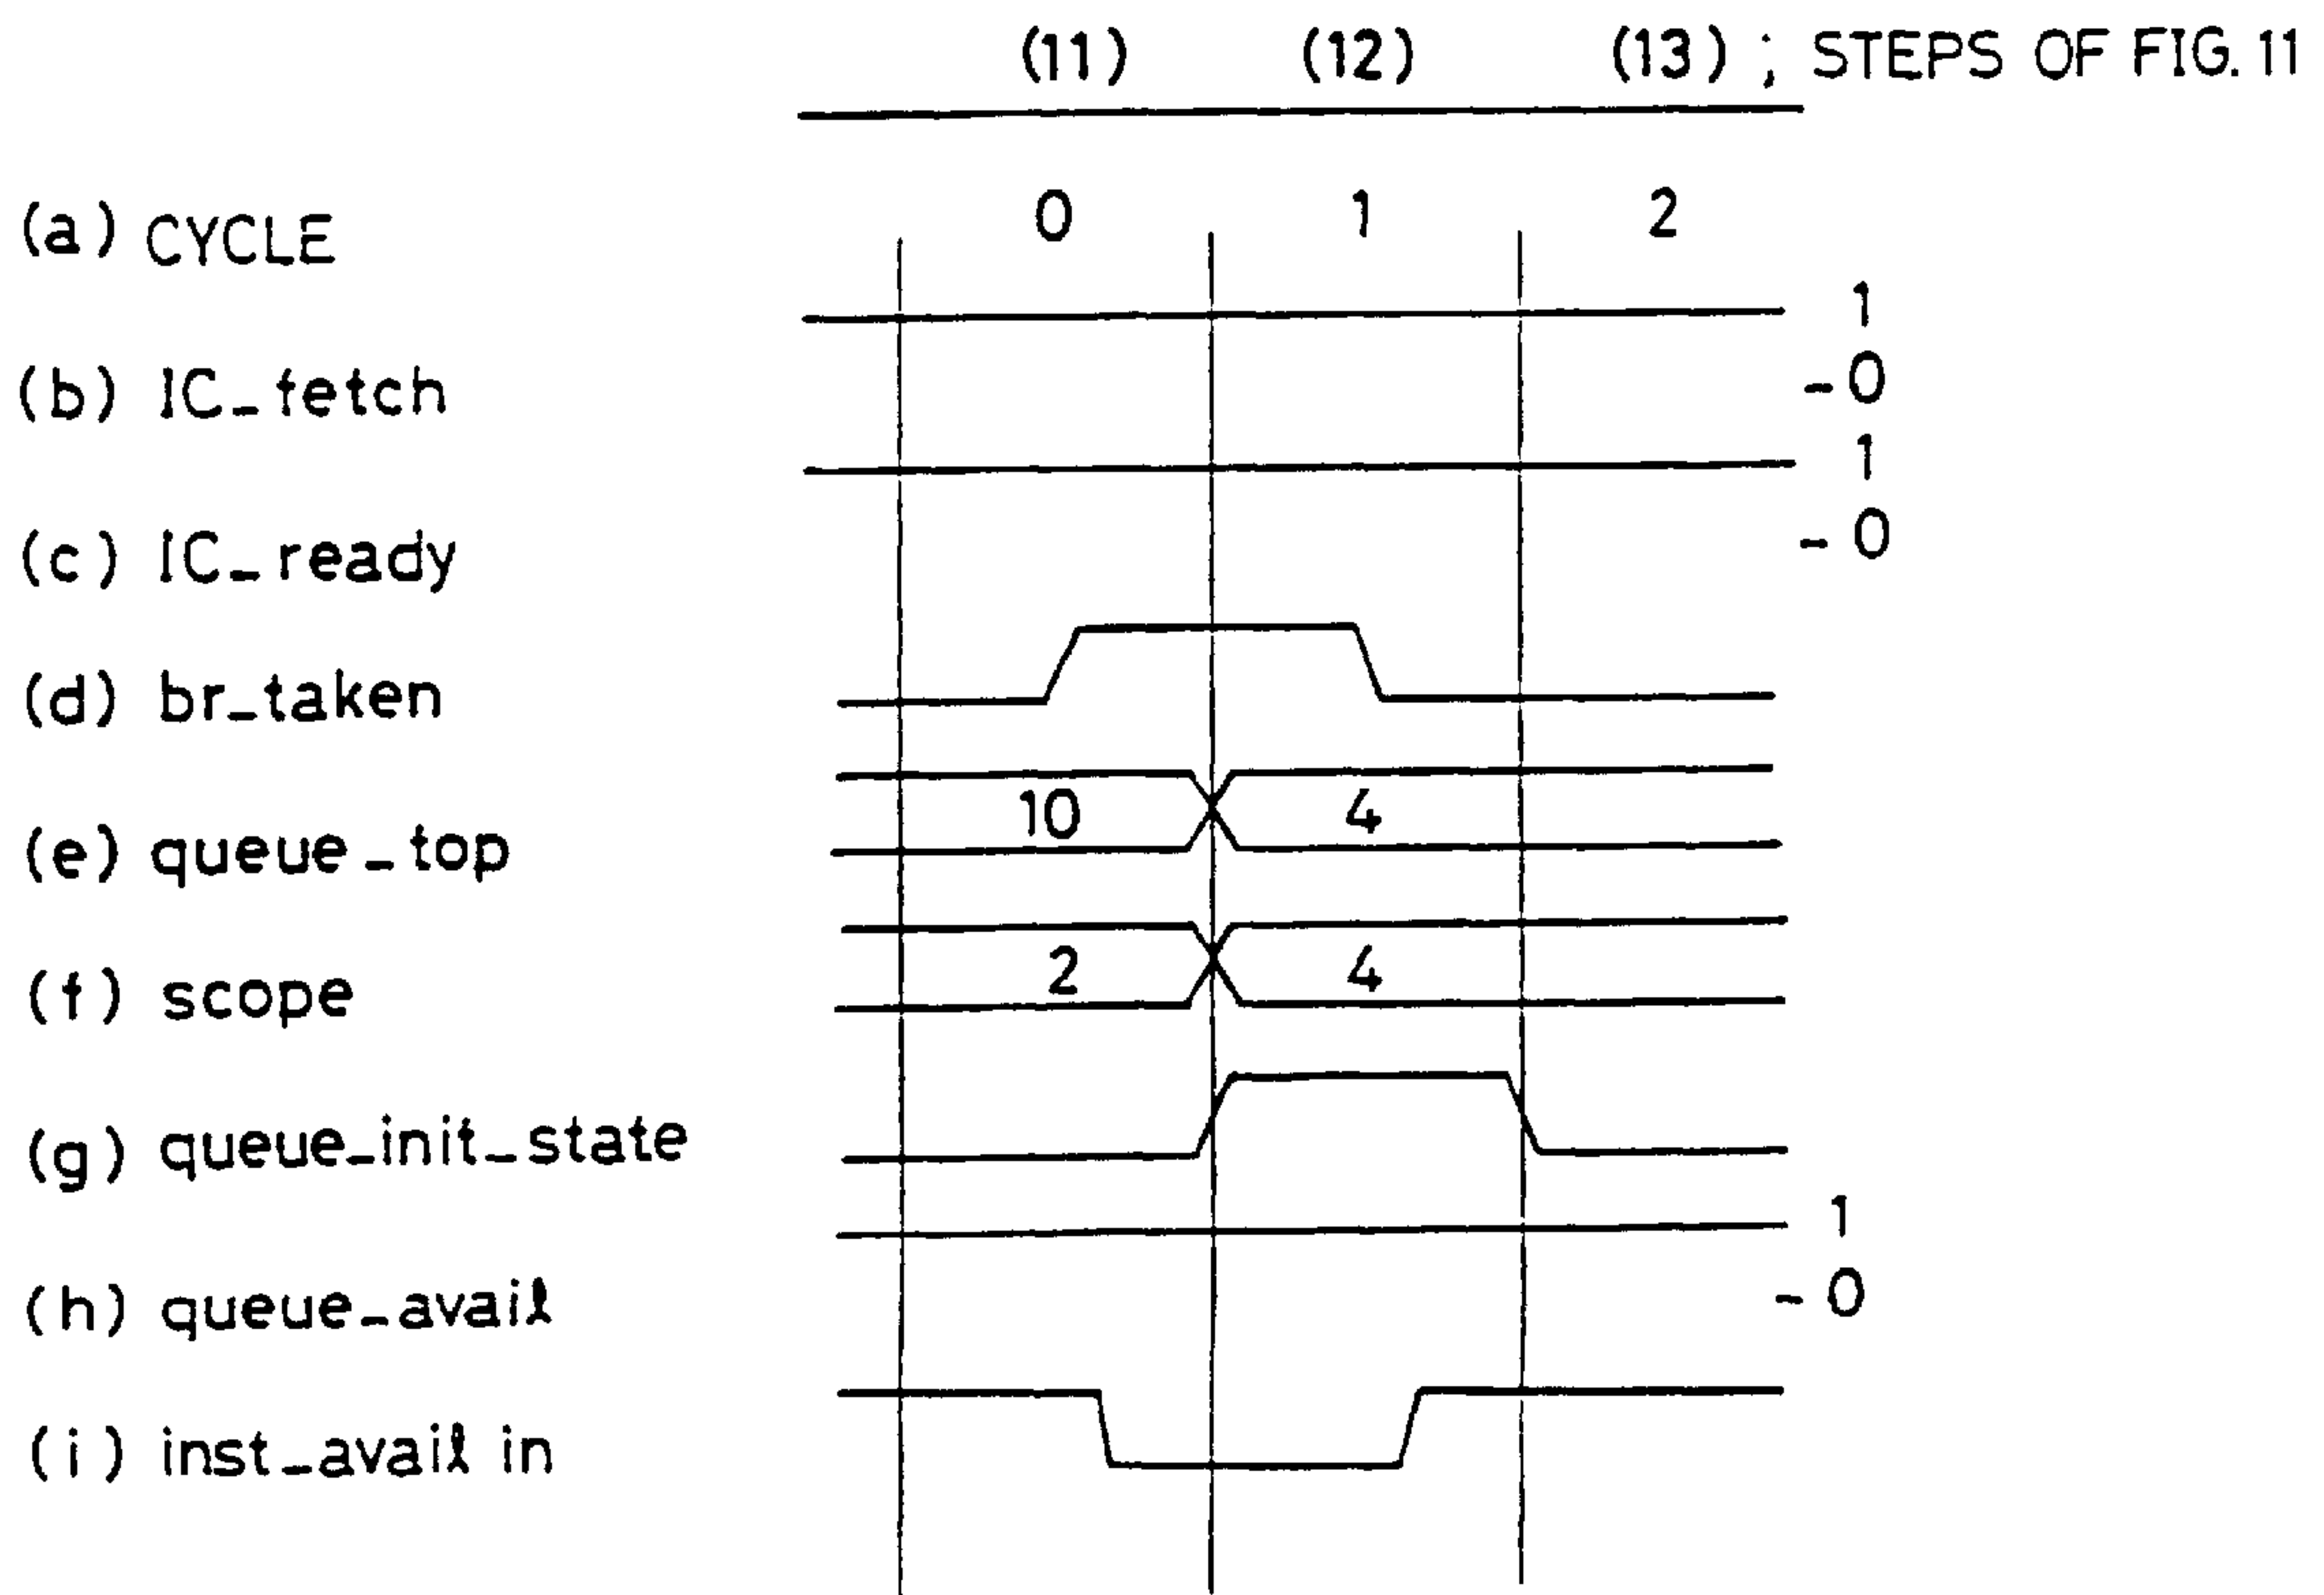 (11) (12) (13) ; STEPS OF FIG. 11
(a) CYCLE 0 1 2
1
(b) IC_fetch -0
1
(c) IC_ready -0
(d) br_taken
(e) queue_top 10 4
(f) scope 2 4
(g) queue_init_state
1
(h) queue_avail -0
(i) inst_avail in